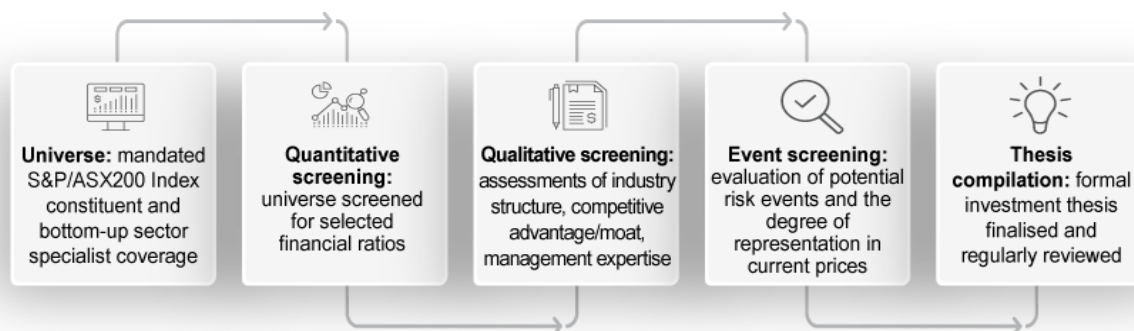 Universe: mandated
S&P/ASX200 Index
constituent and
bottom-up sector
specialist coverage
Quantitative
screening:
universe screened
for selected
financial ratios
Qualitative screening:
assessments of industry
structure, competitive
advantage/moat,
management expertise
Event screening:
evaluation of potential
risk events and the
degree of
representation in
current prices
Thesis
compilation: formal
investment thesis
finalised and
regularly reviewed